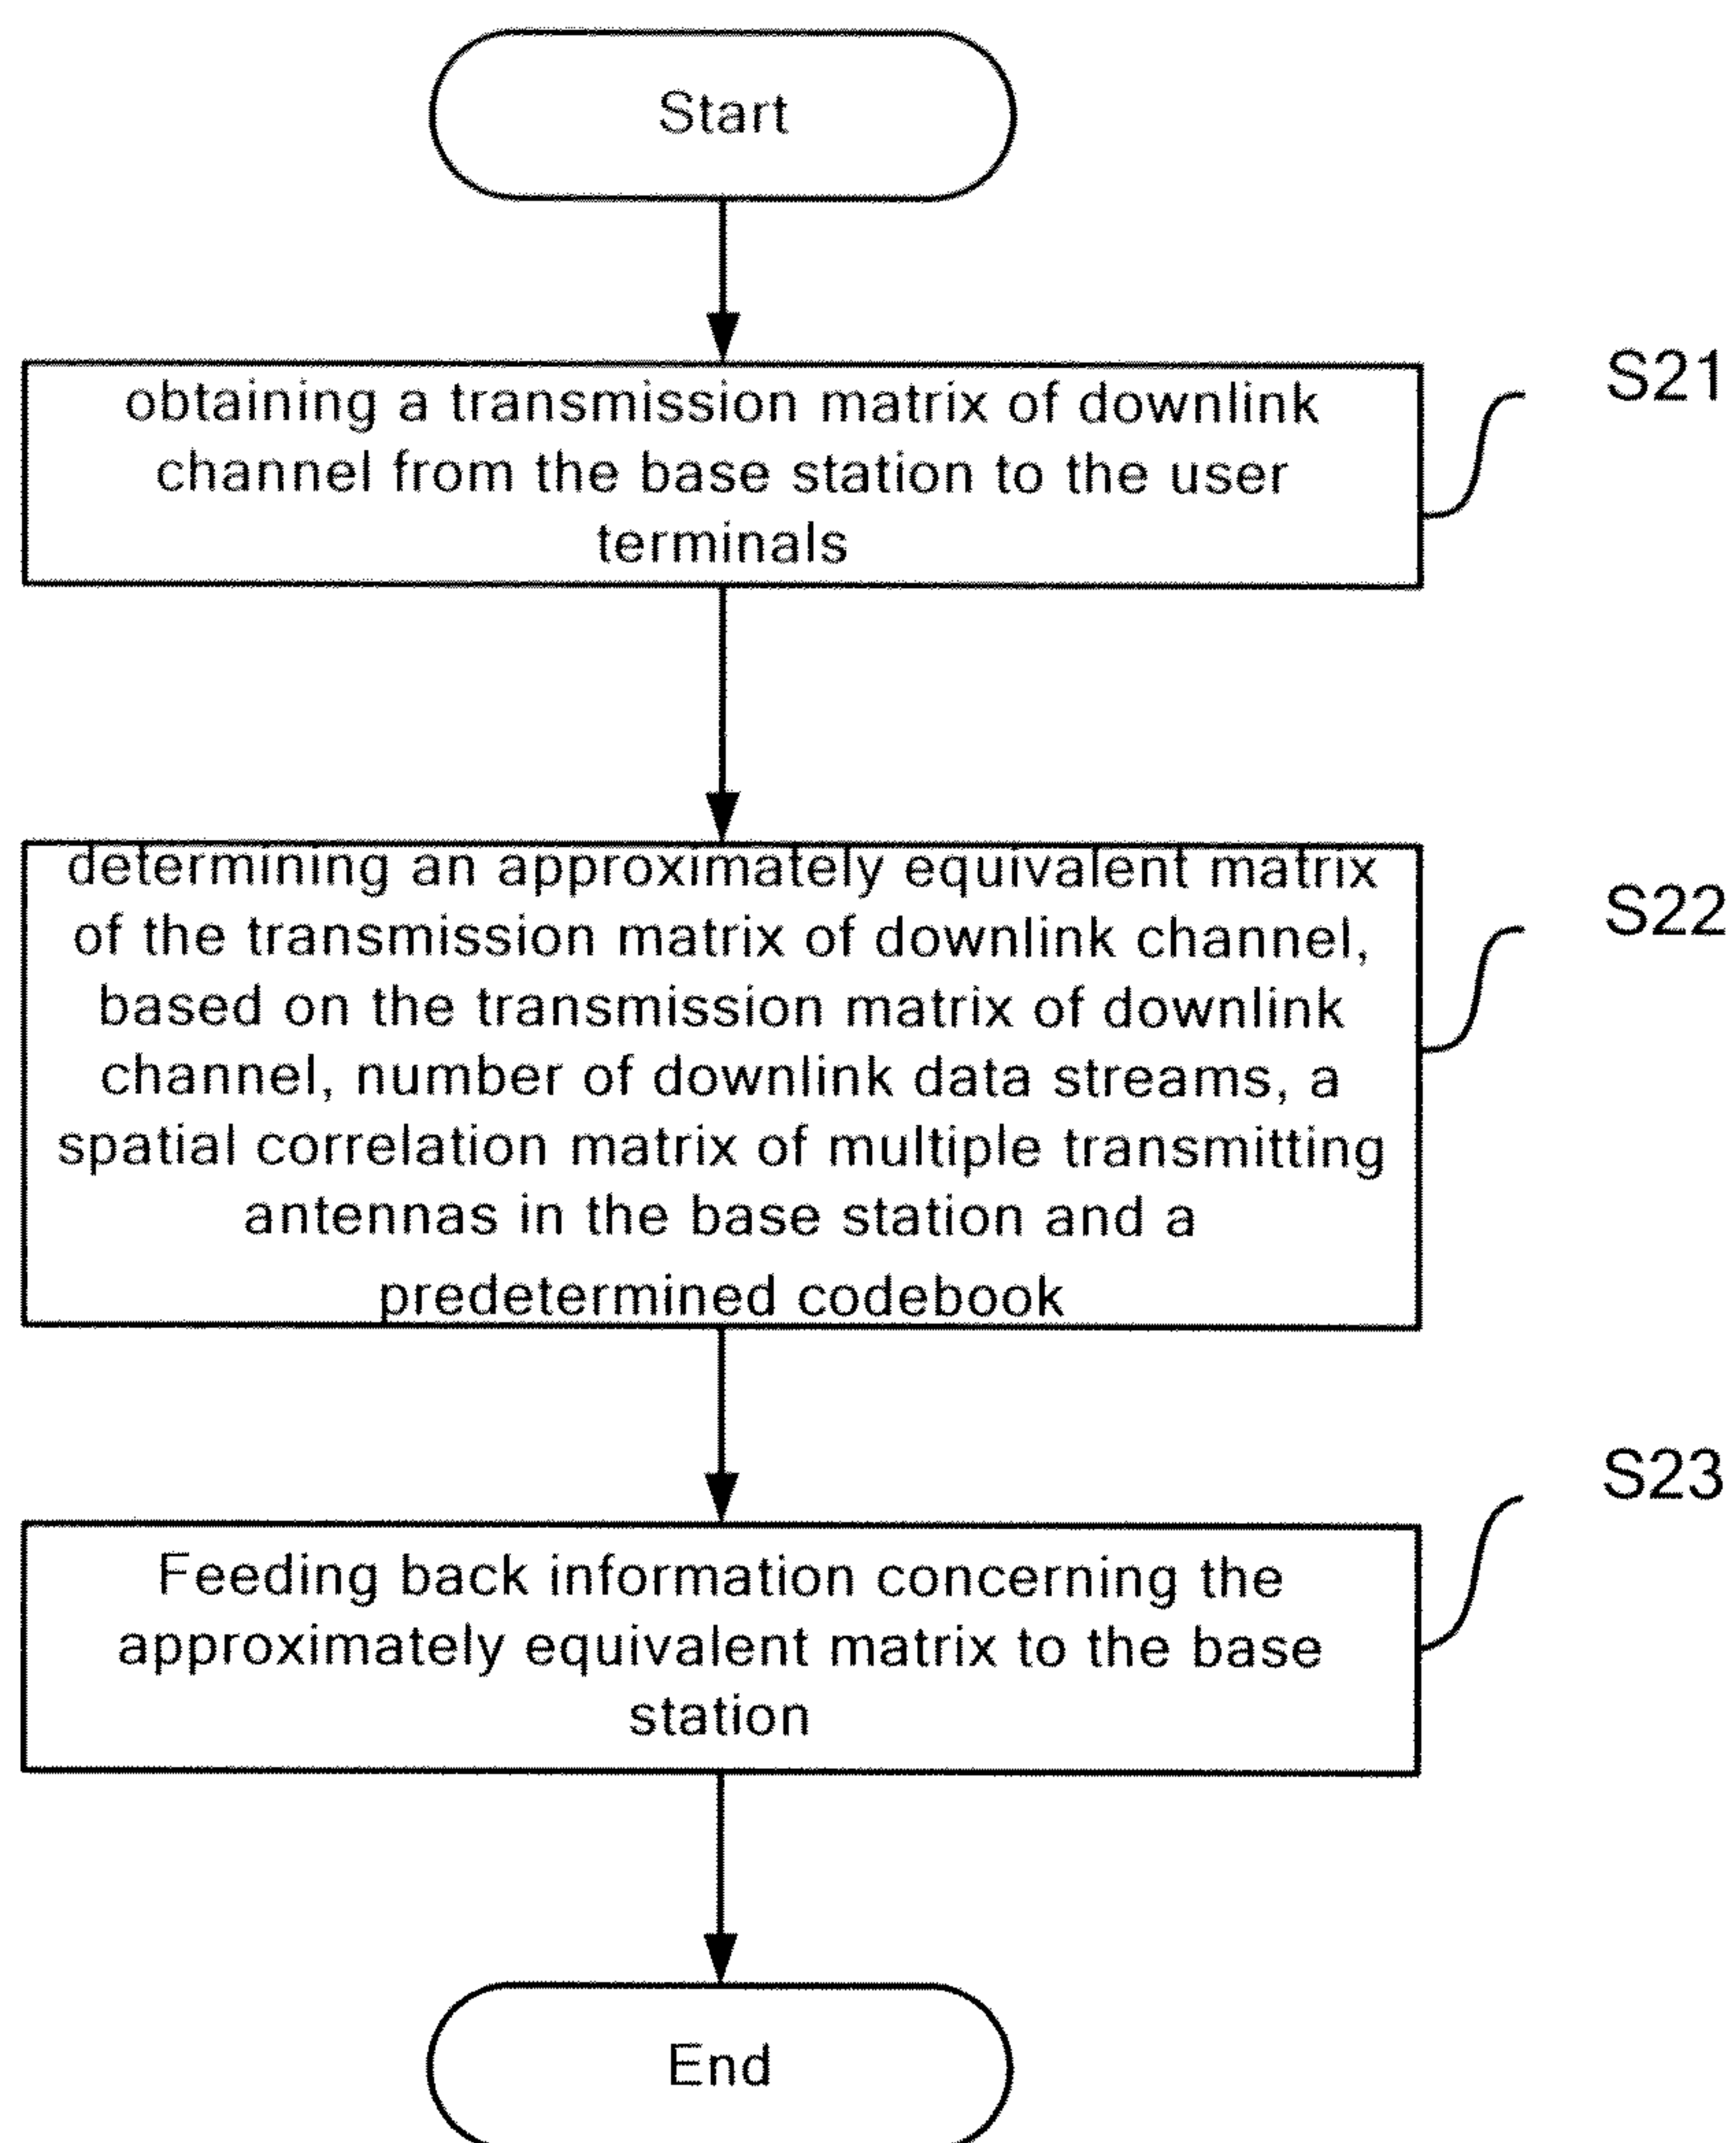 Start
obtaining a transmission matrix of downlink
channel from the base station to the user
terminals
S21
determining an approximately equivalent matrix
of the transmission matrix of downlink channel,
based on the transmission matrix of downlink
channel, number of downlink data streams, a
spatial correlation matrix of multiple transmitting
antennas in the base station and a
predetermined codebook
S22
Feeding back information concerning the
approximately equivalent matrix to the base
station
S23
End